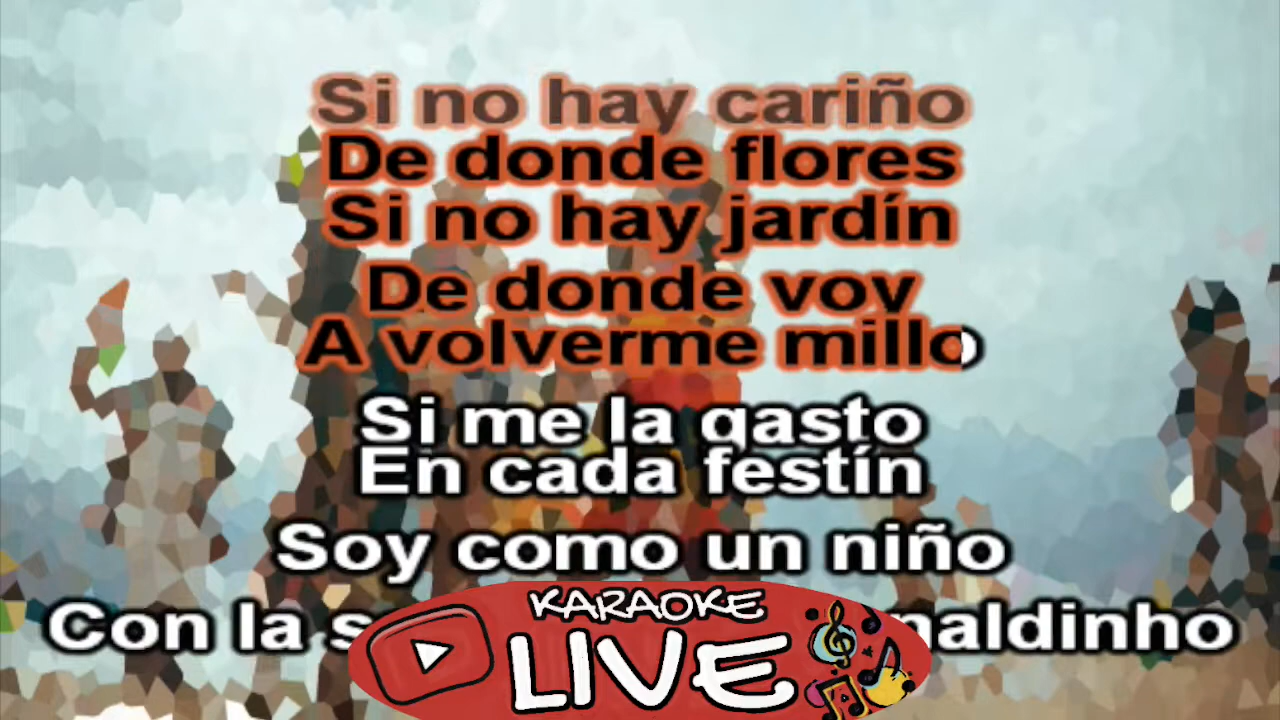 Si no hay cariño
De donde flores
Si no hay jardín
De donde voy
A volverme millo
Si me la gasto
En cada festín
Soy como un niño
Con la naldinho
KARAOKE
LIVE